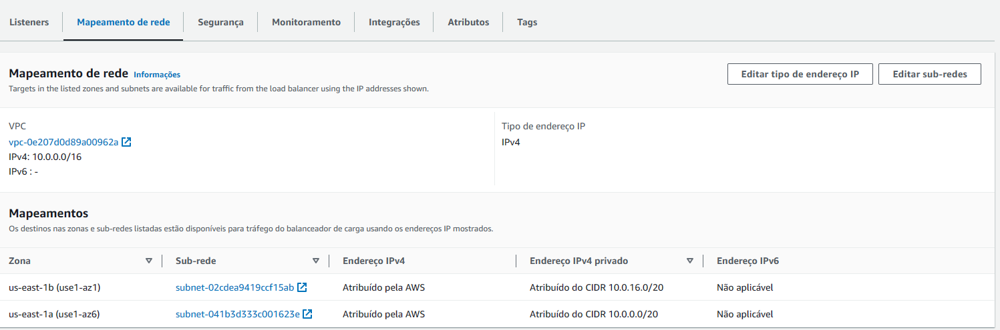 Listeners Mapeamento de rede Segurança Monitoramento Integrações Atributos Tags
Mapeamento de rede Informações
Editar tipo de endereço IP Editar sub-redes
Targets in the listed zones and subnets are available for traffic from the load balancer using the IP addresses shown.
VPC
vpc-0e207d0d89a00962a
IPv4: 10.0.0.0/16
IPv6 : -
Tipo de endereço IP
IPv4
Mapeamentos
Os destinos nas zonas e sub-redes listadas estão disponíveis para tráfego do balanceador de carga usando os endereços IP mostrados.
Zona Sub-rede Endereço IPv4 Endereço IPv4 privado Endereço IPv6
us-east-1b (use1-az1) subnet-02cdea9419ccf15ab Atribuído pela AWS Atribuído do CIDR 10.0.16.0/20 Não aplicável
us-east-1a (use1-az6) subnet-041b3d333c001623e Atribuído pela AWS Atribuído do CIDR 10.0.0.0/20 Não aplicável